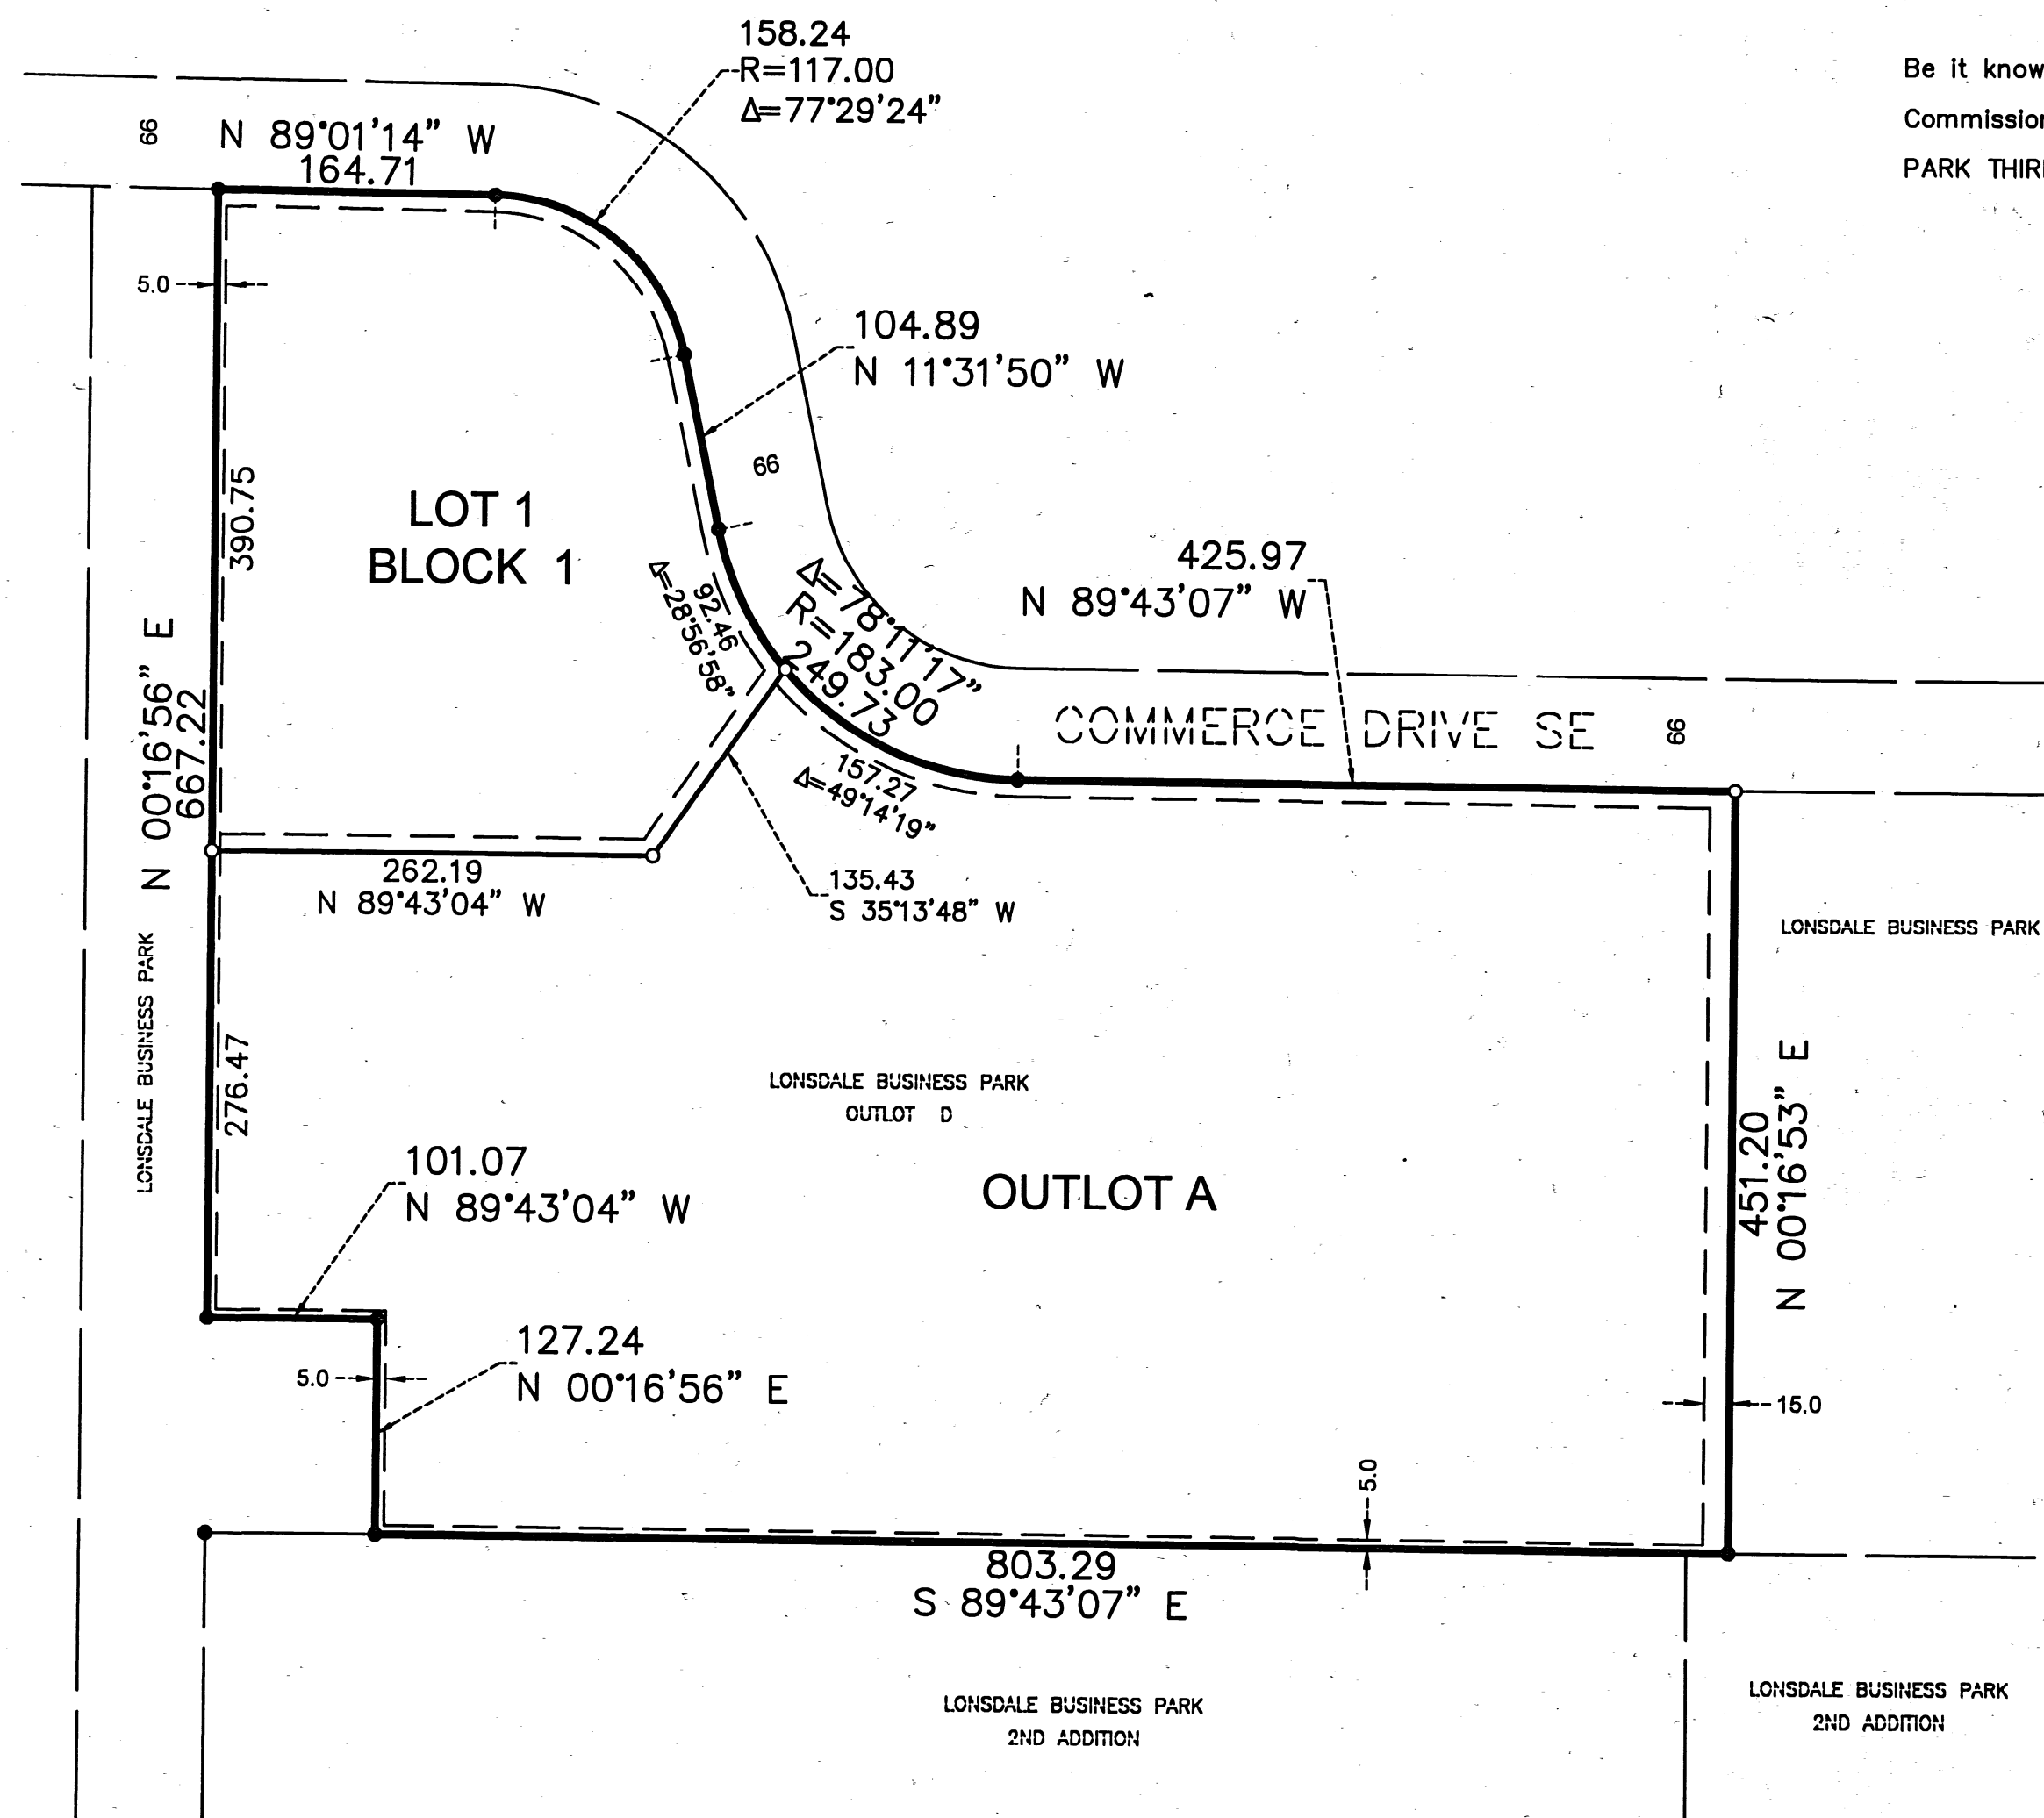 158.24
R=117.00
Δ=77°29'24"
Be it know
Commission
PARK THIR
66
N 89°01'14" W
164.71
5.0
104.89
N 11°31'50" W
66
390.75
LOT 1
BLOCK 1
Δ=78°11'17"
R=183.00
249.73
92.46
Δ=28°56'58"
425.97
N 89°43'07" W
COMMERCE DRIVE SE
66
N 00°16'56" E
667.22
157.27
Δ=49°14'19"
262.19
N 89°43'04" W
135.43
S 35°13'48" W
LONSDALE BUSINESS PARK
LONSDALE BUSINESS PARK
276.47
LONSDALE BUSINESS PARK
OUTLOT D
451.20
N 00°16'53" E
101.07
N 89°43'04" W
OUTLOT A
127.24
N 00°16'56" E
5.0
15.0
5.0
803.29
S 89°43'07" E
LONSDALE BUSINESS PARK
2ND ADDITION
LONSDALE BUSINESS PARK
2ND ADDITION